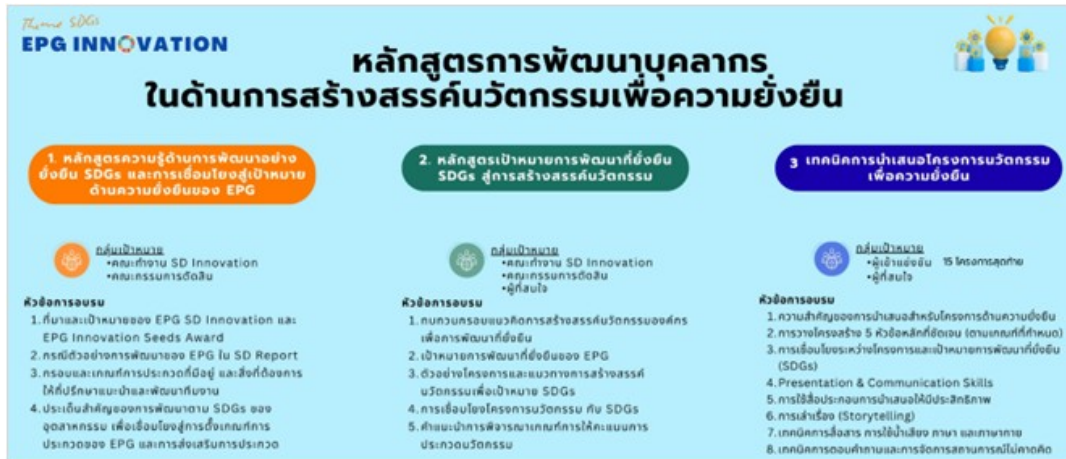 Theme SDGs
EPG INNOVATION
หลักสูตรการพัฒนาบุคลากร
ในด้านการสร้างสรรค์นวัตกรรมเพื่อความยั่งยืน
1. หลักสูตรความรู้ด้านการพัฒนาอย่าง
ยั่งยืน SDGs และการเชื่อมโยงสู่เป้าหมาย
ด้านความยั่งยืนของ EPG
กลุ่มเป้าหมาย
•คณะทำงาน SD Innovation
•คณะกรรมการตัดสิน
หัวข้อการอบรม
1. ที่มาและเป้าหมายของ EPG SD Innovation และ
EPG Innovation Seeds Award
2. กรณีตัวอย่างการพัฒนาของ EPG ใน SD Report
3. กรอบและเกณฑ์การประกวดที่มีอยู่ และสิ่งที่ต้องการ
ให้ที่ปรึกษาแนะนำและพัฒนาทีมงาน
4. ประเด็นสำคัญของการพัฒนาตาม SDGs ของ
อุตสาหกรรม เพื่อเชื่อมโยงสู่การตั้งเกณฑ์การ
ประกวดของ EPG และการส่งเสริมการประกวด
2. หลักสูตรเป้าหมายการพัฒนาที่ยั่งยืน
SDGs สู่การสร้างสรรค์นวัตกรรม
กลุ่มเป้าหมาย
•คณะทำงาน SD Innovation
•คณะกรรมการตัดสิน
•ผู้ที่สนใจ
หัวข้อการอบรม
1. ทบทวนกรอบแนวคิดการสร้างสรรค์นวัตกรรมองค์กร
เพื่อการพัฒนาที่ยั่งยืน
2. เป้าหมายการพัฒนาที่ยั่งยืนของ EPG
3. ตัวอย่างโครงการและแนวทางการสร้างสรรค์
นวัตกรรมเพื่อเป้าหมาย SDGs
4. การเชื่อมโยงโครงการนวัตกรรม กับ SDGs
5. คำแนะนำการพิจารณาเกณฑ์การให้คะแนนการ
ประกวดนวัตกรรม
3 เทคนิคการนำเสนอโครงการนวัตกรรม
เพื่อความยั่งยืน
กลุ่มเป้าหมาย
•ผู้เข้าแข่งขัน 15 โครงการสุดท้าย
•ผู้ที่สนใจ
หัวข้อการอบรม
1. ความสำคัญของการนำเสนอสำหรับโครงการด้านความยั่งยืน
2. การวางโครงสร้าง 5 หัวข้อหลักที่ชัดเจน (ตามเกณฑ์ที่กำหนด)
3. การเชื่อมโยงระหว่างโครงการและเป้าหมายการพัฒนาที่ยั่งยืน
(SDGs)
4. Presentation & Communication Skills
5. การใช้สื่อประกอบการนำเสนอให้มีประสิทธิภาพ
6. การเล่าเรื่อง (Storytelling)
7. เทคนิคการสื่อสาร การใช้น้ำเสียง ภาษา และภาษากาย
8. เทคนิคการตอบคำถามและการจัดการสถานการณ์ไม่คาดคิด